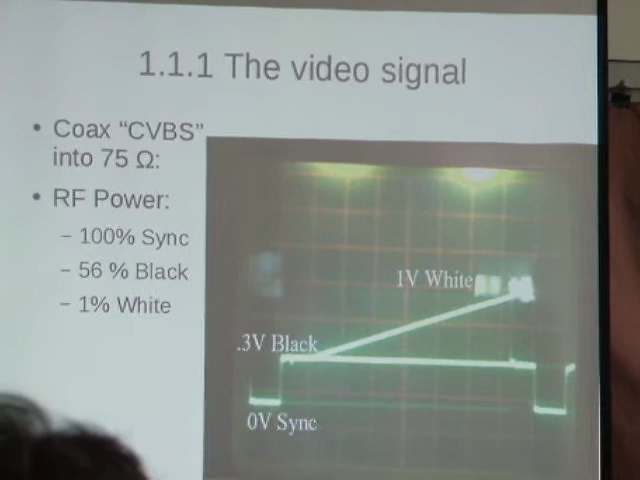 1.1.1 The video signal
• Coax “CVBS”
into 75 Ω:
• RF Power:
– 100% Sync
– 56 % Black
– 1% White
1V White
.3V Black
0V Sync